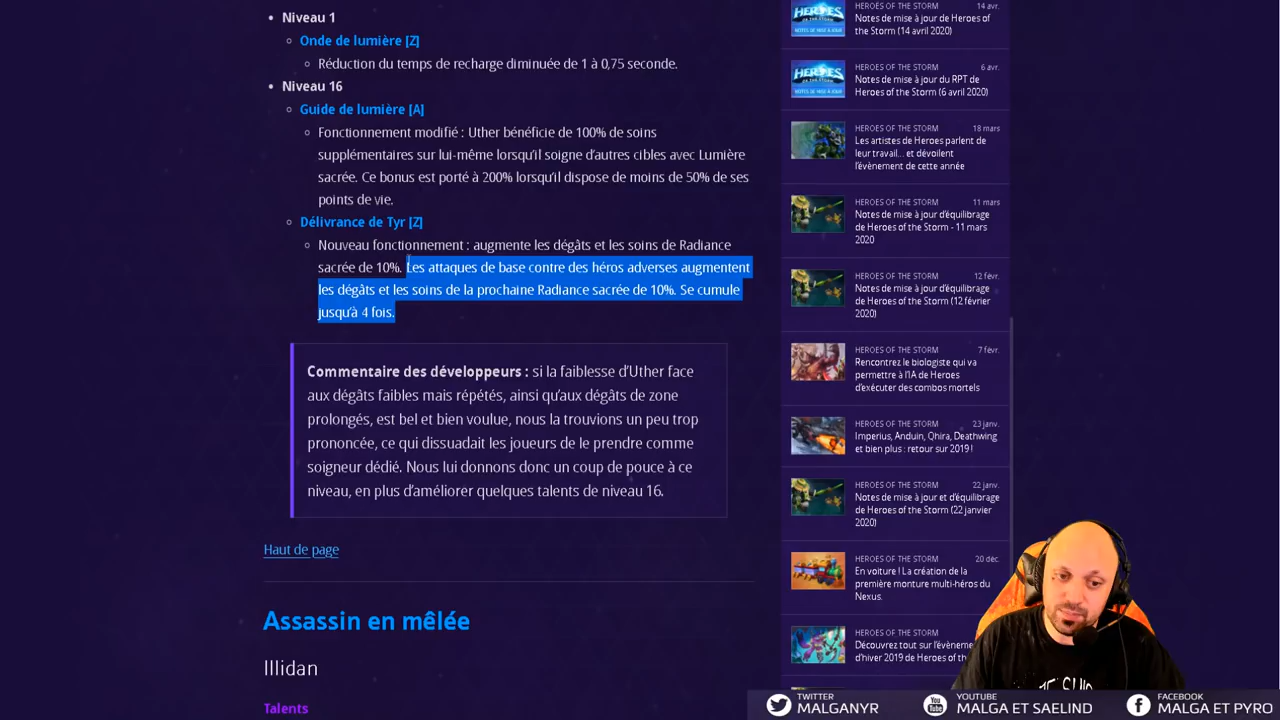 Niveau 1
Onde de lumière [Z]
Réduction du temps de recharge diminuée de 1 à 0,75 seconde.
Niveau 16
Guide de lumière [A]
Fonctionnement modifié : Uther bénéficie de 100% de soins
supplémentaires sur lui-même lorsqu'il soigne d'autres cibles avec Lumière
sacrée. Ce bonus est porté à 200% lorsqu'il dispose de moins de 50% de ses
points de vie.
Délivrance de Tyr [Z]
Nouveau fonctionnement : augmente les dégâts et les soins de Radiance
sacrée de 10%. Les attaques de base contre des héros adverses augmentent
les dégâts et les soins de la prochaine Radiance sacrée de 10%. Se cumule
jusqu'à 4 fois.
Commentaire des développeurs : si la faiblesse d'Uther face
aux dégâts faibles mais répétés, ainsi qu'aux dégâts de zone
prolongés, est bel et bien voulue, nous la trouvions un peu trop
prononcée, ce qui dissuadait les joueurs de le prendre comme
soigneur dédié. Nous lui donnons donc un coup de pouce à ce
niveau, en plus d'améliorer quelques talents de niveau 16.
Haut de page
Assassin en mêlée
Illidan
Talents
HEROES OF THE STORM 14 avr.
Notes de mise à jour de Heroes of
the Storm (14 avril 2020)
HEROES OF THE STORM 6 avr.
Notes de mise à jour du RPT de
Heroes of the Storm (6 avril 2020)
HEROES OF THE STORM 18 mars
Les artistes de Heroes parlent de
leur travail... et dévoilent
l'évènement de cette année
HEROES OF THE STORM 11 mars
Notes de mise à jour d'équilibrage
de Heroes of the Storm - 11 mars
2020
HEROES OF THE STORM 12 févr.
Notes de mise à jour d'équilibrage
de Heroes of the Storm (12 février
2020)
HEROES OF THE STORM 7 févr.
Rencontrez le biologiste qui va
permettre à l'IA de Heroes
d'exécuter des combos mortels
HEROES OF THE STORM 23 janv.
Imperius, Anduin, Qhira, Deathwing
et bien plus : retour sur 2019 !
HEROES OF THE STORM 22 janv.
Notes de mise à jour et d'équilibrage
de Heroes of the Storm (22 janvier
2020)
HEROES OF THE STORM 20 déc.
En voiture ! La création de la
première monture multi-héros du
Nexus.
HEROES OF THE STORM
Découvrez tout sur l'évènem
d'hiver 2019 de Heroes of th
TWITTER
MALGANYR
YOUTUBE
MALGA ET SAELIND
FACEBOOK
MALGA ET PYRO